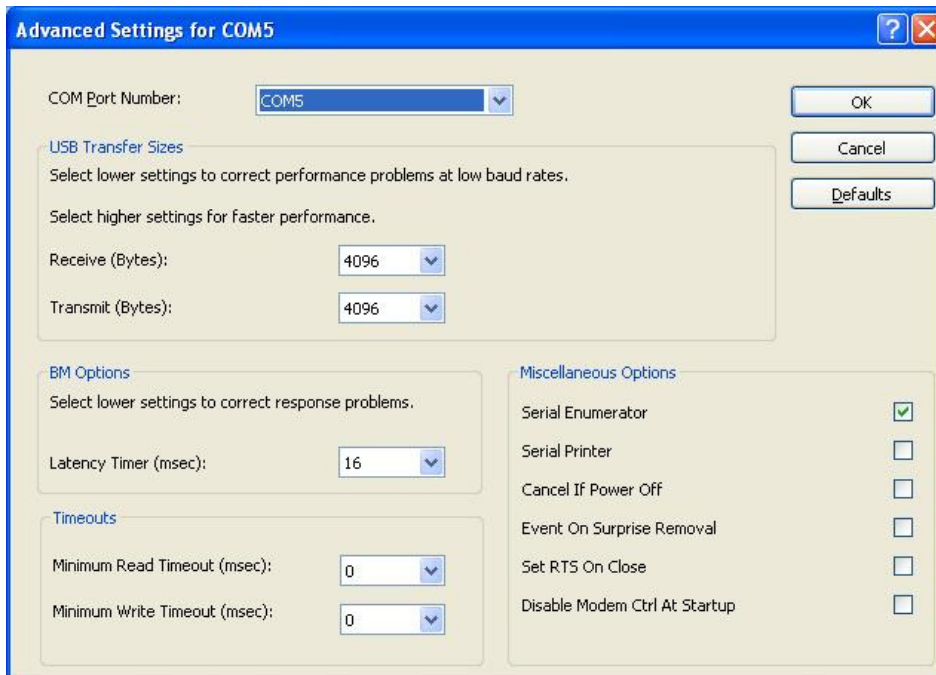 Advanced Settings for COM5
COM Port Number:
COM5
OK
Cancel
Defaults
USB Transfer Sizes
Select lower settings to correct performance problems at low baud rates.
Select higher settings for faster performance.
Receive (Bytes):
4096
Transmit (Bytes):
4096
BM Options
Select lower settings to correct response problems.
Latency Timer (msec):
16
Timeouts
Minimum Read Timeout (msec):
0
Minimum Write Timeout (msec):
0
Miscellaneous Options
Serial Enumerator
Serial Printer
Cancel If Power Off
Event On Surprise Removal
Set RTS On Close
Disable Modem Ctrl At Startup